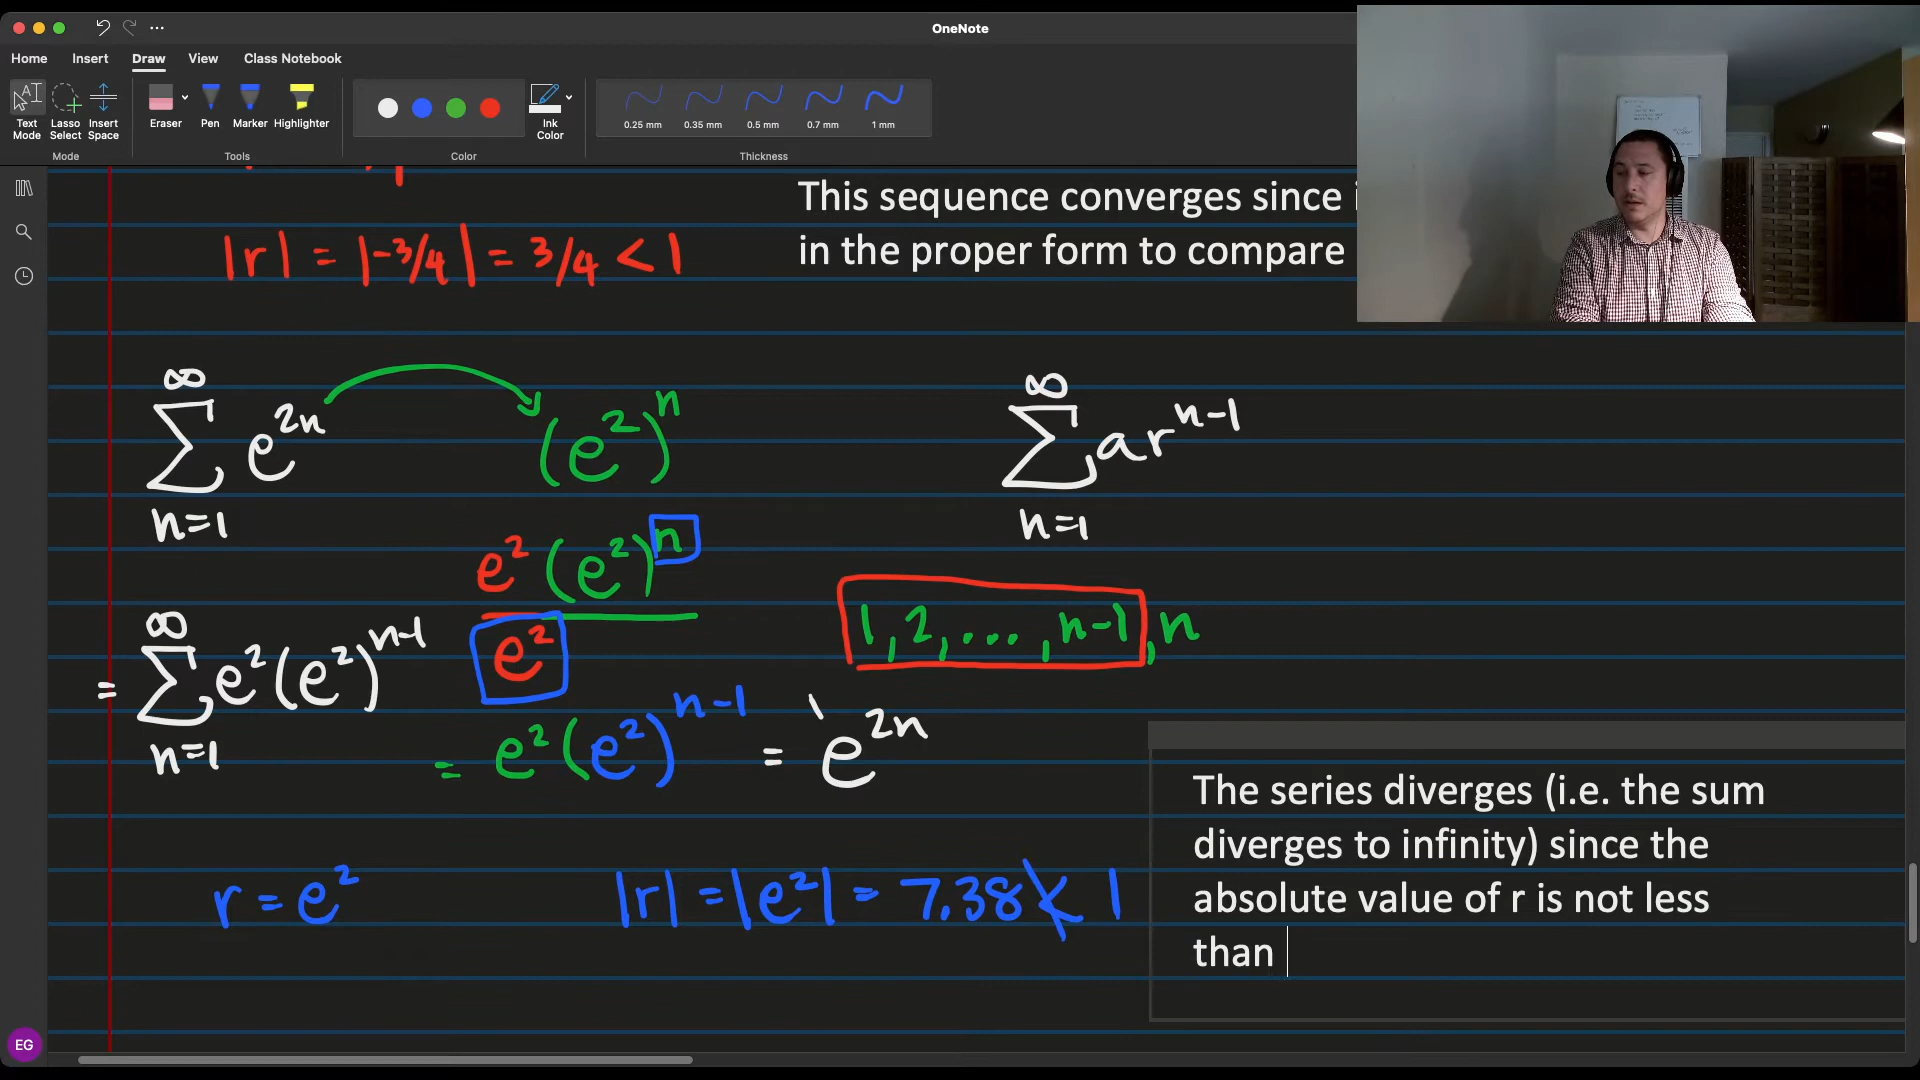 OneNote
Home Insert Draw View Class Notebook
Text Mode
Lasso Select
Insert Space
Eraser
Pen
Marker
Highlighter
Ink Color
0.25 mm 0.35 mm 0.5 mm 0.7 mm 1 mm
Mode Tools Color Thickness
This sequence converges since i
in the proper form to compare
|r| = |-3/4| = 3/4 < 1
∞
∑ e^{2n} (e^2)^n
n=1
∞
∑ ar^{n-1}
n=1
e^2 (e^2)^n
e^2
1, 2, ..., n-1, n
∞
= ∑ e^2 (e^2)^{n-1}
n=1
= e^2 (e^2)^{n-1} = e^{2n}
The series diverges (i.e. the sum
diverges to infinity) since the
absolute value of r is not less
than
r = e^2 |r| = |e^2| = 7.38 ≮ 1
EG